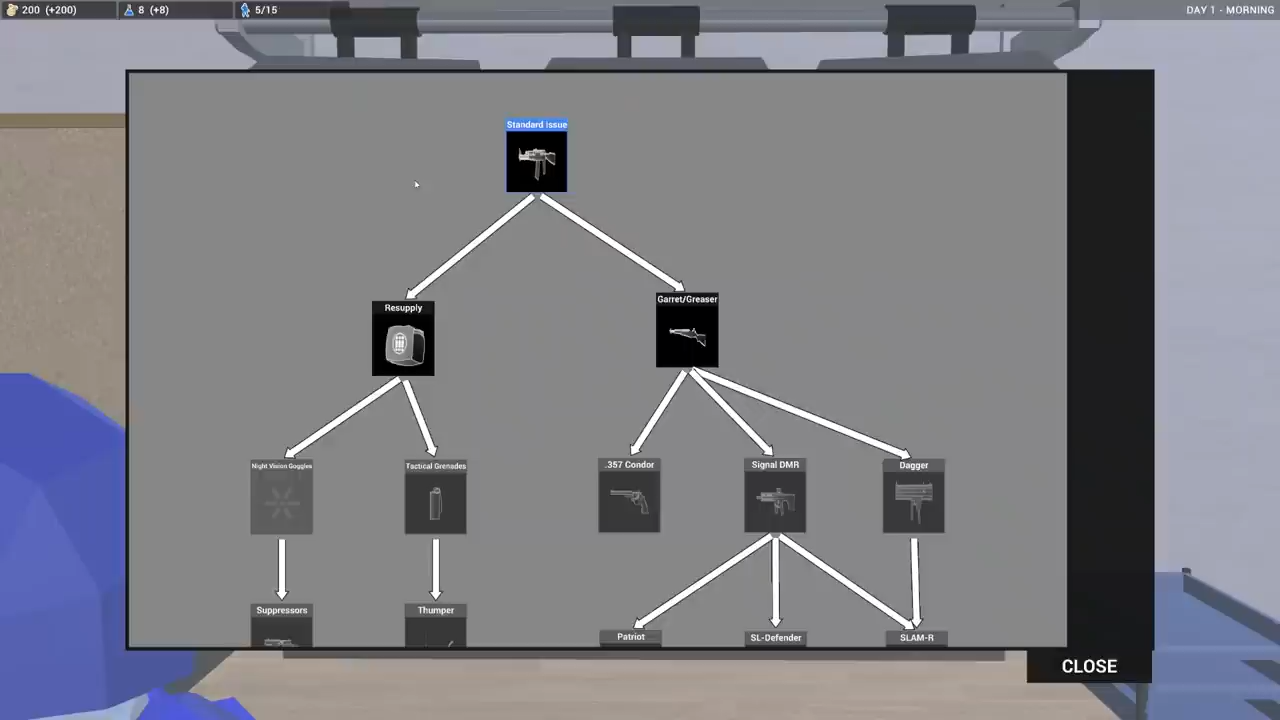 200 (+200)
8 (+8)
5/15
DAY 1 - MORNING
Standard Issue
Resupply
Garret/Greaser
Night Vision Goggles
Tactical Grenades
.357 Condor
Signal DMR
Dagger
Suppressors
Thumper
Patriot
SL-Defender
SLAM-R
CLOSE